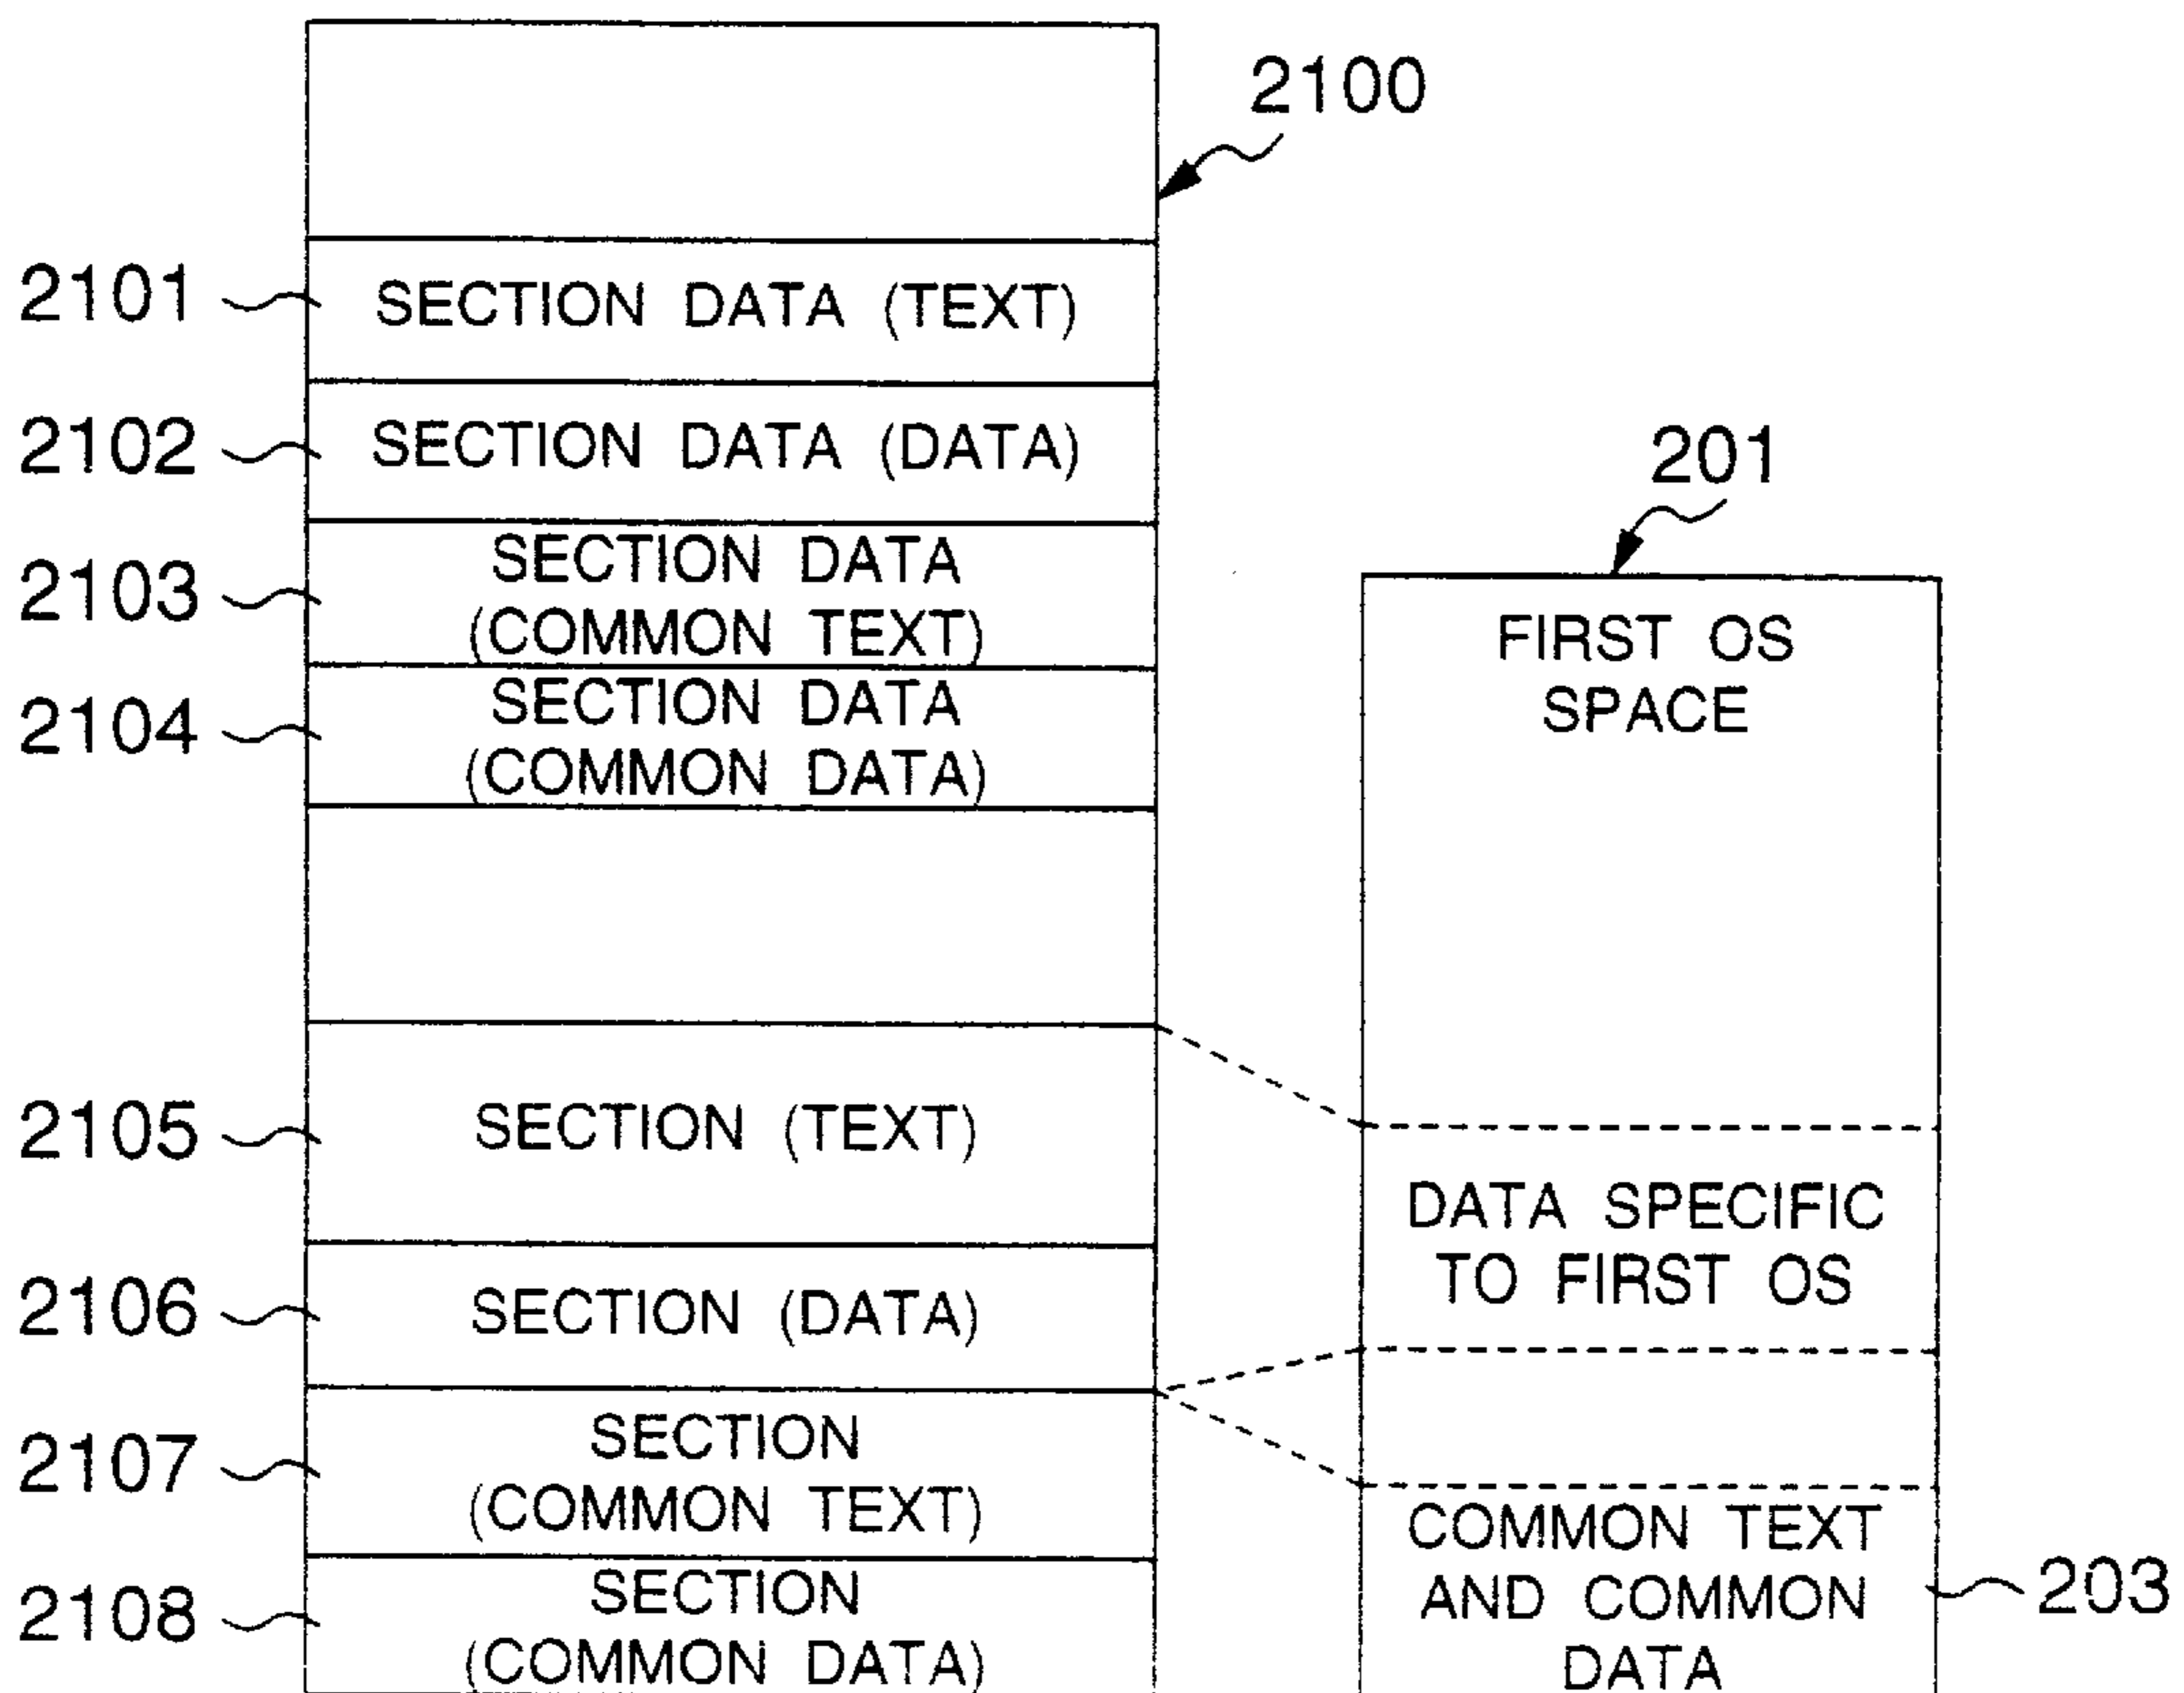 2100
2101
SECTION DATA (TEXT)
2102
SECTION DATA (DATA)
2103
SECTION DATA
(COMMON TEXT)
2104
SECTION DATA
(COMMON DATA)
2105
SECTION (TEXT)
2106
SECTION (DATA)
2107
SECTION
(COMMON TEXT)
2108
SECTION
(COMMON DATA)
201
FIRST OS
SPACE
DATA SPECIFIC
TO FIRST OS
COMMON TEXT
AND COMMON
DATA
203